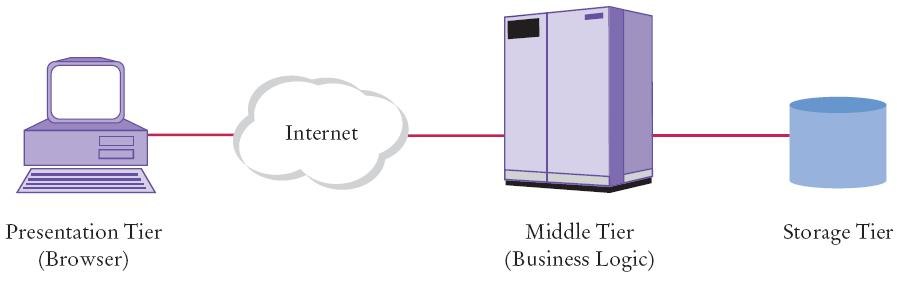 Internet
Presentation Tier
(Browser)
Middle Tier
(Business Logic)
Storage Tier